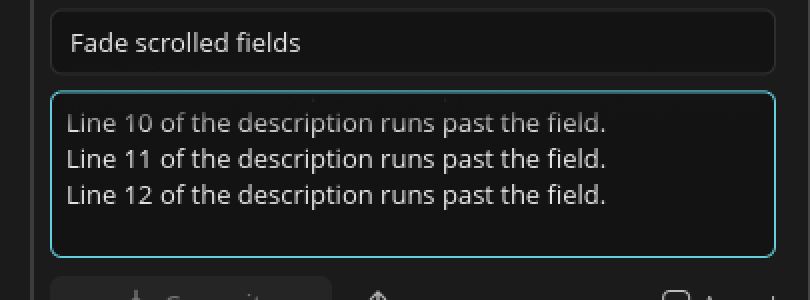 Fade scrolled fields
Line 10 of the description runs past the field.
Line 11 of the description runs past the field.
Line 12 of the description runs past the field.